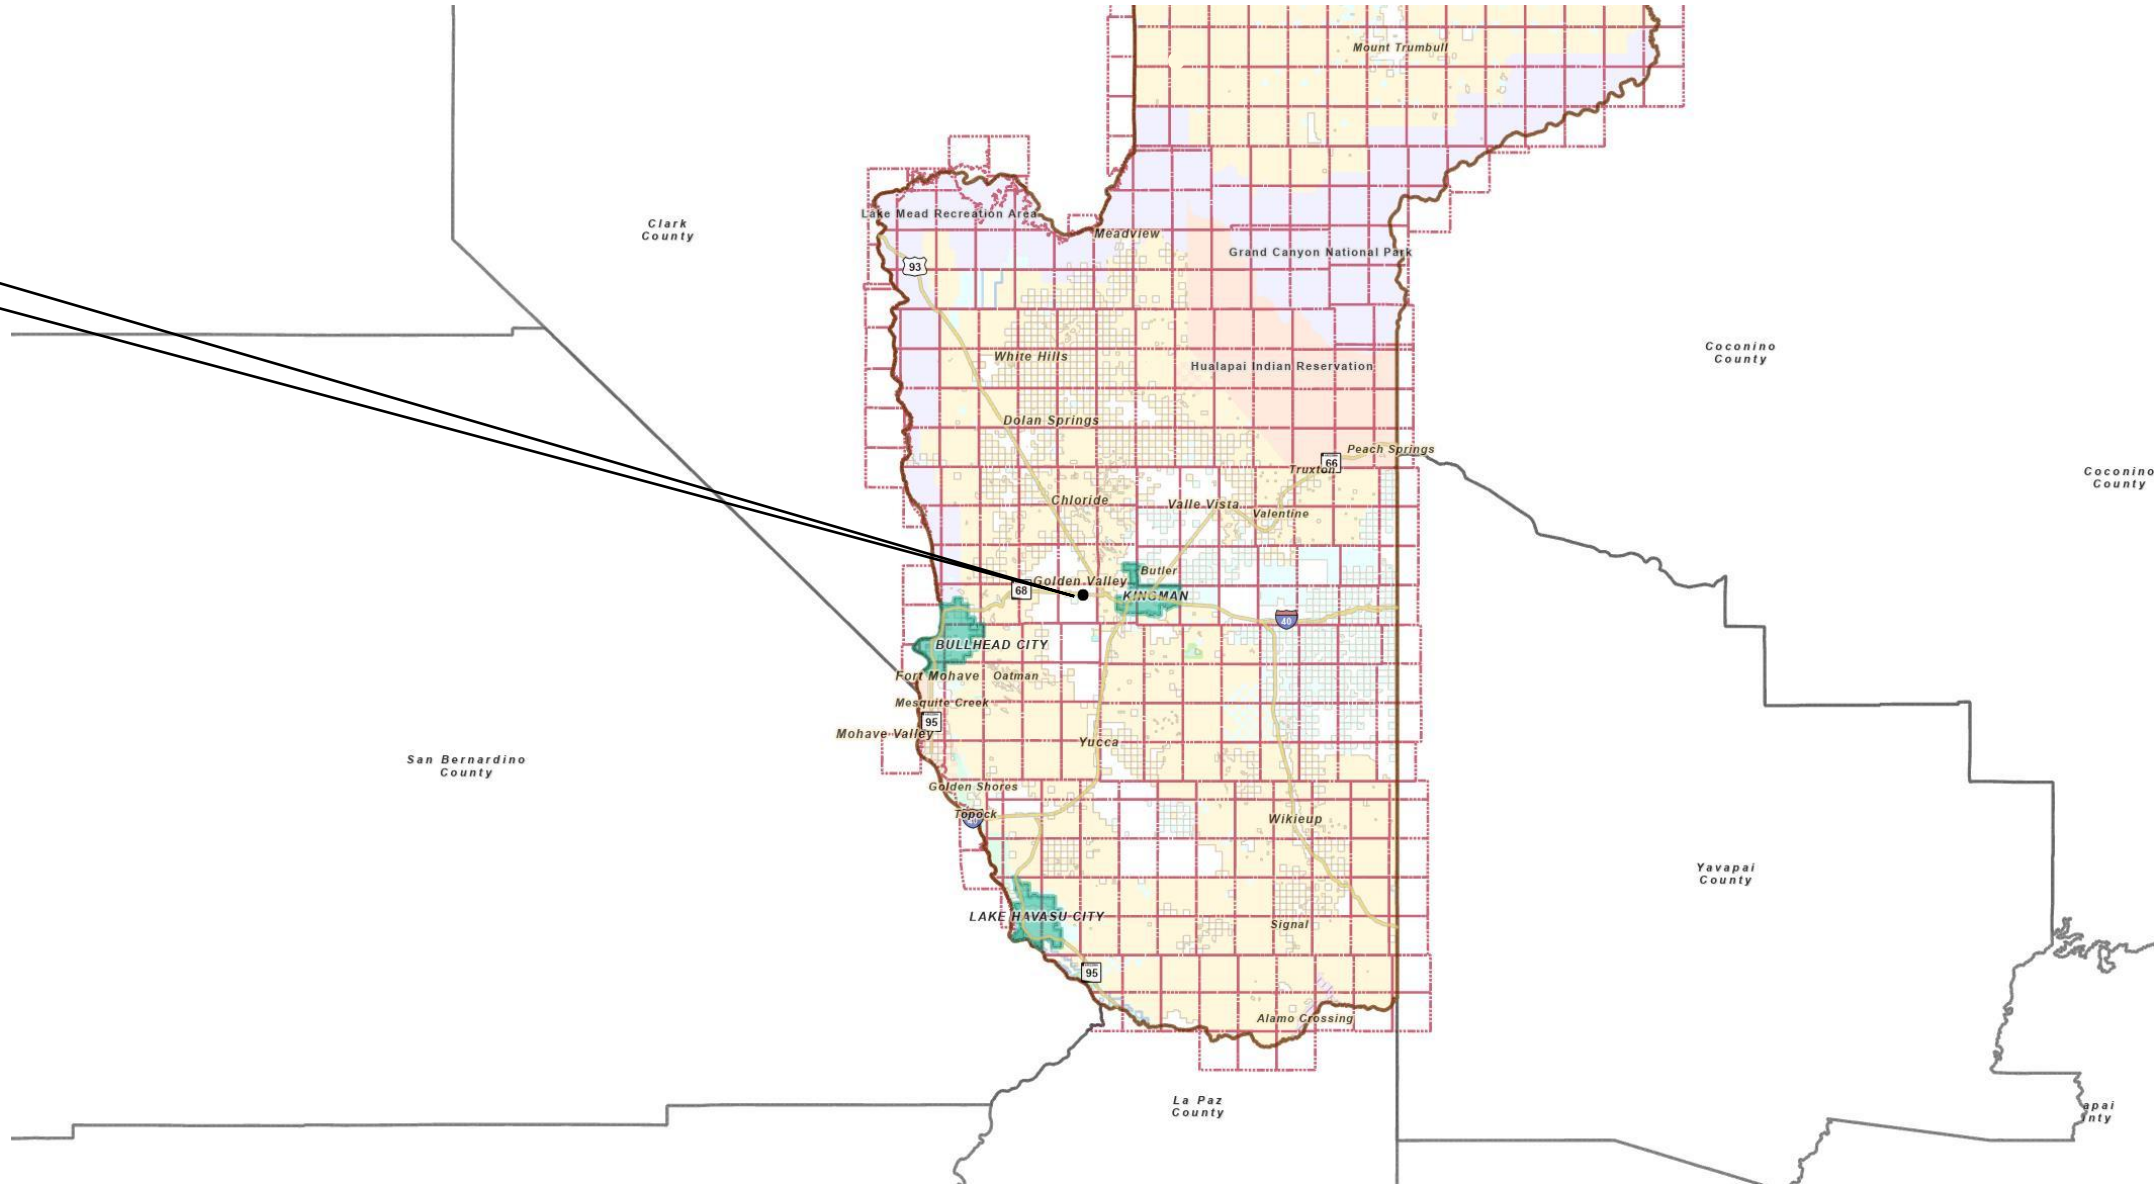 Mount Trumbull
Clark
County
Lake Mead Recreation Area
Meadview
Grand Canyon National Park
93
Coconino
County
White Hills
Hualapai Indian Reservation
Dolan Springs
Peach Springs
66
Truxton
Coconino
County
Chloride
Valle Vista
Valentine
Butler
Golden Valley
68
KINGMAN
40
BULLHEAD CITY
Fort Mohave
Oatman
Mesquite Creek
95
Mohave Valley
Yucca
San Bernardino
County
Golden Shores
Topock
Wikieup
Yavapai
County
LAKE HAVASU CITY
Signal
95
Alamo Crossing
La Paz
County
apai
nty